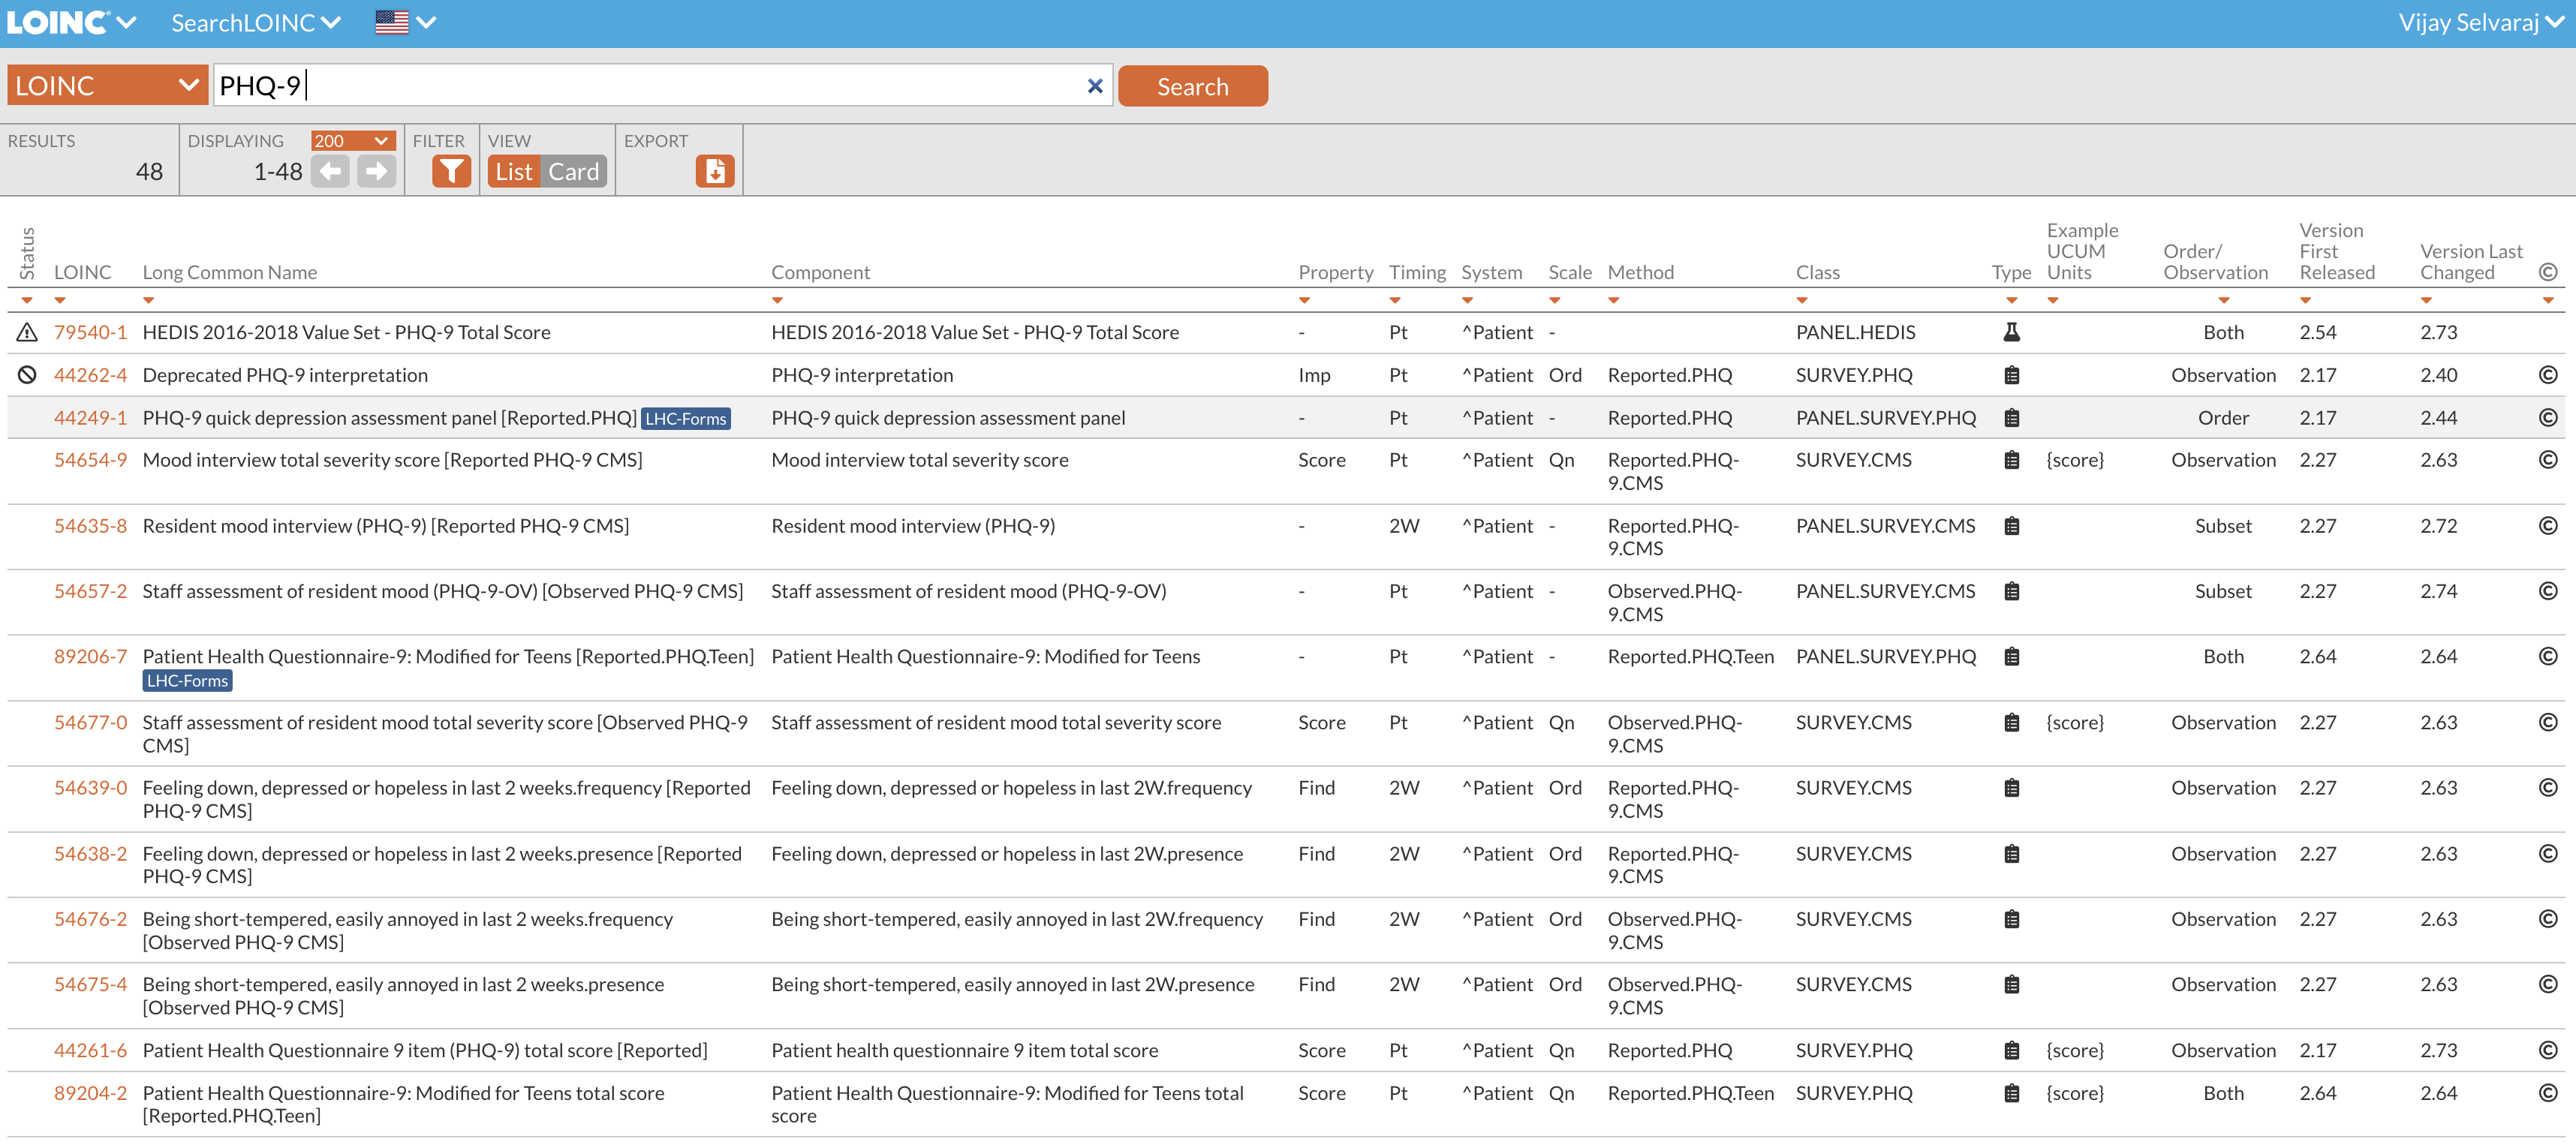 LOINC® SearchLOINC Vijay Selvaraj
LOINC PHQ-9 Search
RESULTS DISPLAYING 200 FILTER VIEW EXPORT
48 1-48 List Card
Status LOINC Long Common Name Component Property Timing System Scale Method Class Type Example UCUM Units Order/ Observation Version First Released Version Last Changed ©
79540-1 HEDIS 2016-2018 Value Set - PHQ-9 Total Score HEDIS 2016-2018 Value Set - PHQ-9 Total Score - Pt ^Patient - PANEL.HEDIS Both 2.54 2.73
44262-4 Deprecated PHQ-9 interpretation PHQ-9 interpretation Imp Pt ^Patient Ord Reported.PHQ SURVEY.PHQ Observation 2.17 2.40 ©
44249-1 PHQ-9 quick depression assessment panel [Reported.PHQ] LHC-Forms PHQ-9 quick depression assessment panel - Pt ^Patient - Reported.PHQ PANEL.SURVEY.PHQ Order 2.17 2.44 ©
54654-9 Mood interview total severity score [Reported PHQ-9 CMS] Mood interview total severity score Score Pt ^Patient Qn Reported.PHQ- SURVEY.CMS {score} Observation 2.27 2.63 ©
9.CMS
54635-8 Resident mood interview (PHQ-9) [Reported PHQ-9 CMS] Resident mood interview (PHQ-9) - 2W ^Patient - Reported.PHQ- PANEL.SURVEY.CMS Subset 2.27 2.72 ©
9.CMS
54657-2 Staff assessment of resident mood (PHQ-9-OV) [Observed PHQ-9 CMS] Staff assessment of resident mood (PHQ-9-OV) - Pt ^Patient - Observed.PHQ- PANEL.SURVEY.CMS Subset 2.27 2.74 ©
9.CMS
89206-7 Patient Health Questionnaire-9: Modified for Teens [Reported.PHQ.Teen] Patient Health Questionnaire-9: Modified for Teens - Pt ^Patient - Reported.PHQ.Teen PANEL.SURVEY.PHQ Both 2.64 2.64 ©
LHC-Forms
54677-0 Staff assessment of resident mood total severity score [Observed PHQ-9 Staff assessment of resident mood total severity score Score Pt ^Patient Qn Observed.PHQ- SURVEY.CMS {score} Observation 2.27 2.63 ©
CMS] 9.CMS
54639-0 Feeling down, depressed or hopeless in last 2 weeks.frequency [Reported Feeling down, depressed or hopeless in last 2W.frequency Find 2W ^Patient Ord Reported.PHQ- SURVEY.CMS Observation 2.27 2.63 ©
PHQ-9 CMS] 9.CMS
54638-2 Feeling down, depressed or hopeless in last 2 weeks.presence [Reported Feeling down, depressed or hopeless in last 2W.presence Find 2W ^Patient Ord Reported.PHQ- SURVEY.CMS Observation 2.27 2.63 ©
PHQ-9 CMS] 9.CMS
54676-2 Being short-tempered, easily annoyed in last 2 weeks.frequency Being short-tempered, easily annoyed in last 2W.frequency Find 2W ^Patient Ord Observed.PHQ- SURVEY.CMS Observation 2.27 2.63 ©
[Observed PHQ-9 CMS] 9.CMS
54675-4 Being short-tempered, easily annoyed in last 2 weeks.presence Being short-tempered, easily annoyed in last 2W.presence Find 2W ^Patient Ord Observed.PHQ- SURVEY.CMS Observation 2.27 2.63 ©
[Observed PHQ-9 CMS] 9.CMS
44261-6 Patient Health Questionnaire 9 item (PHQ-9) total score [Reported] Patient health questionnaire 9 item total score Score Pt ^Patient Qn Reported.PHQ SURVEY.PHQ {score} Observation 2.17 2.73 ©
89204-2 Patient Health Questionnaire-9: Modified for Teens total score Patient Health Questionnaire-9: Modified for Teens total Score Pt ^Patient Qn Reported.PHQ.Teen SURVEY.PHQ {score} Both 2.64 2.64 ©
[Reported.PHQ.Teen] score